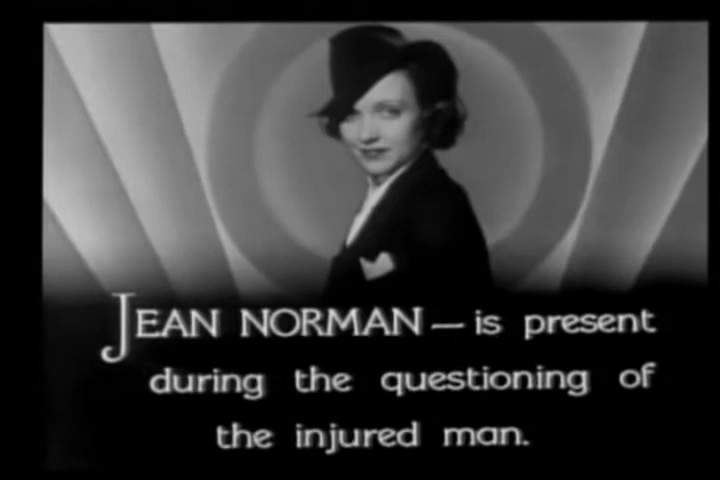 JEAN NORMAN — is present
during the questioning of
the injured man.